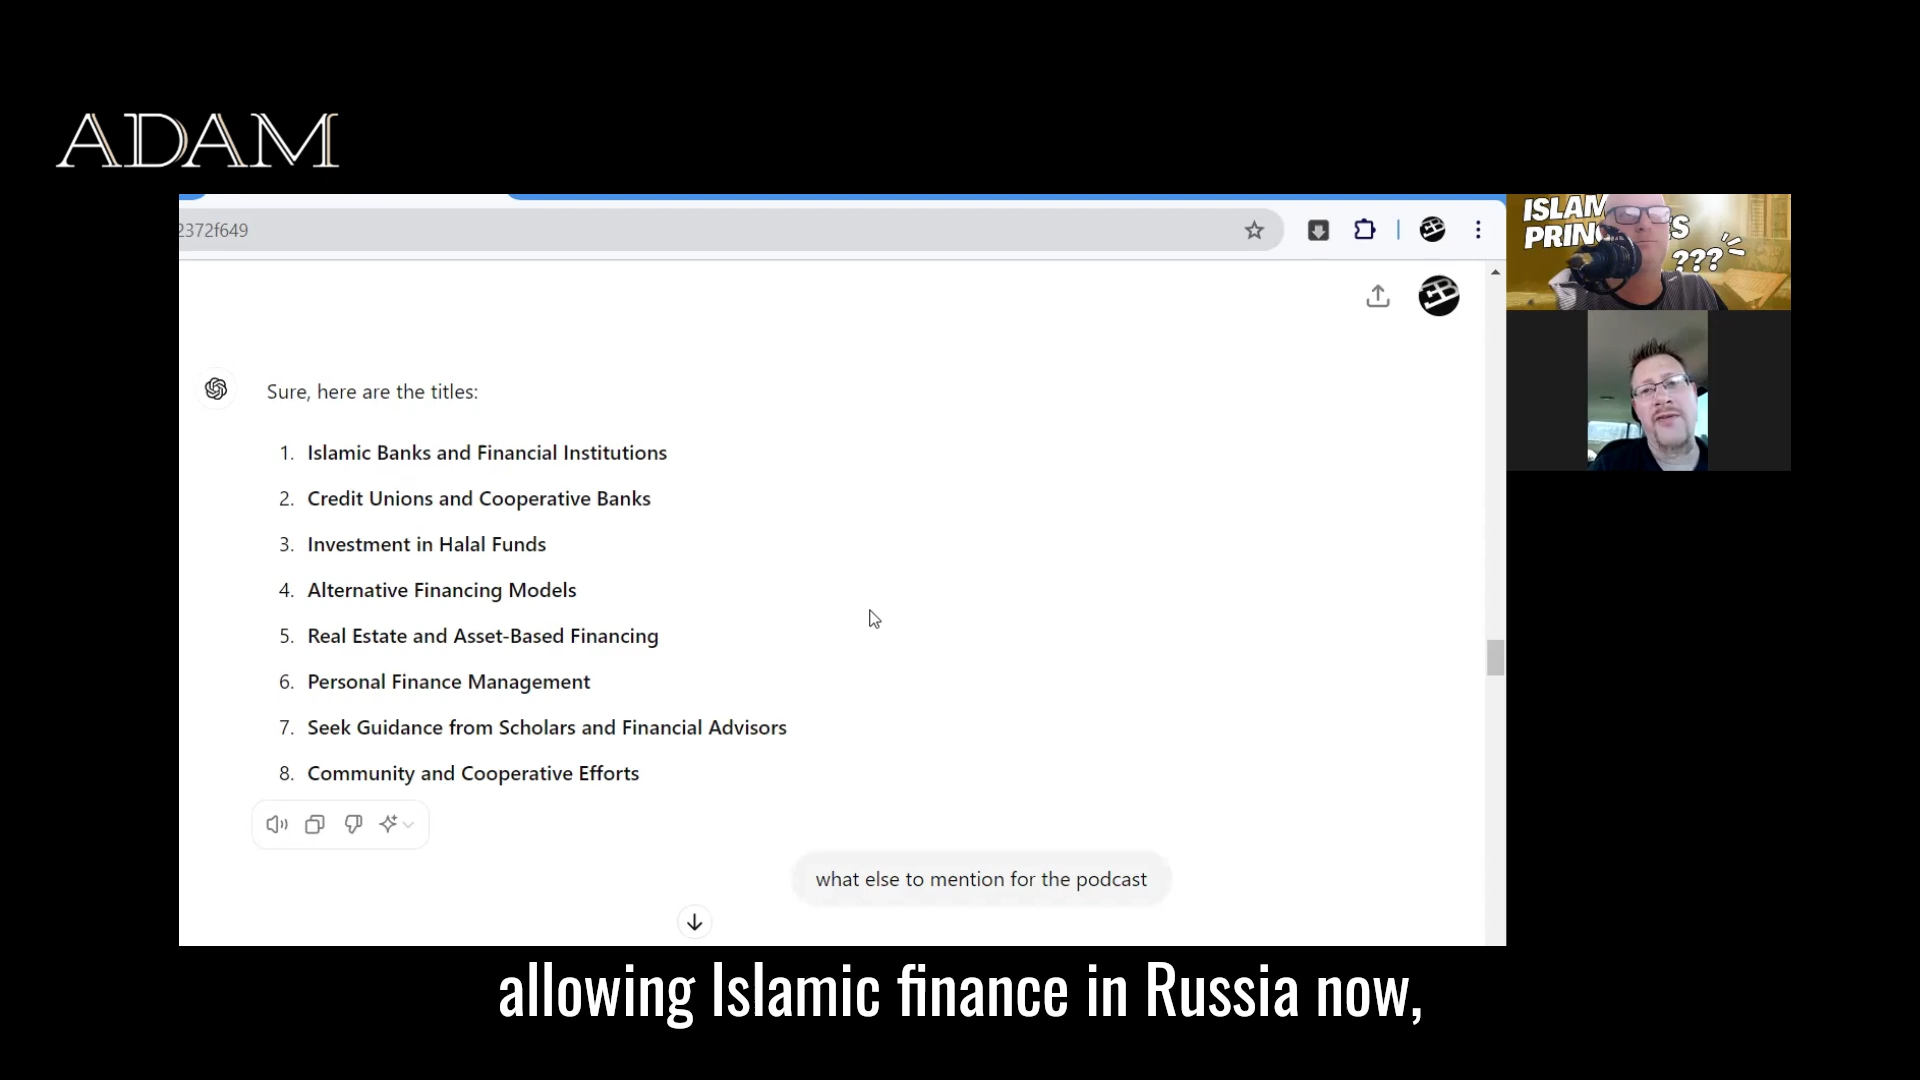 ADAM
2372f649
Sure, here are the titles:
1. Islamic Banks and Financial Institutions
2. Credit Unions and Cooperative Banks
3. Investment in Halal Funds
4. Alternative Financing Models
5. Real Estate and Asset-Based Financing
6. Personal Finance Management
7. Seek Guidance from Scholars and Financial Advisors
8. Community and Cooperative Efforts
what else to mention for the podcast
???
allowing Islamic finance in Russia now,